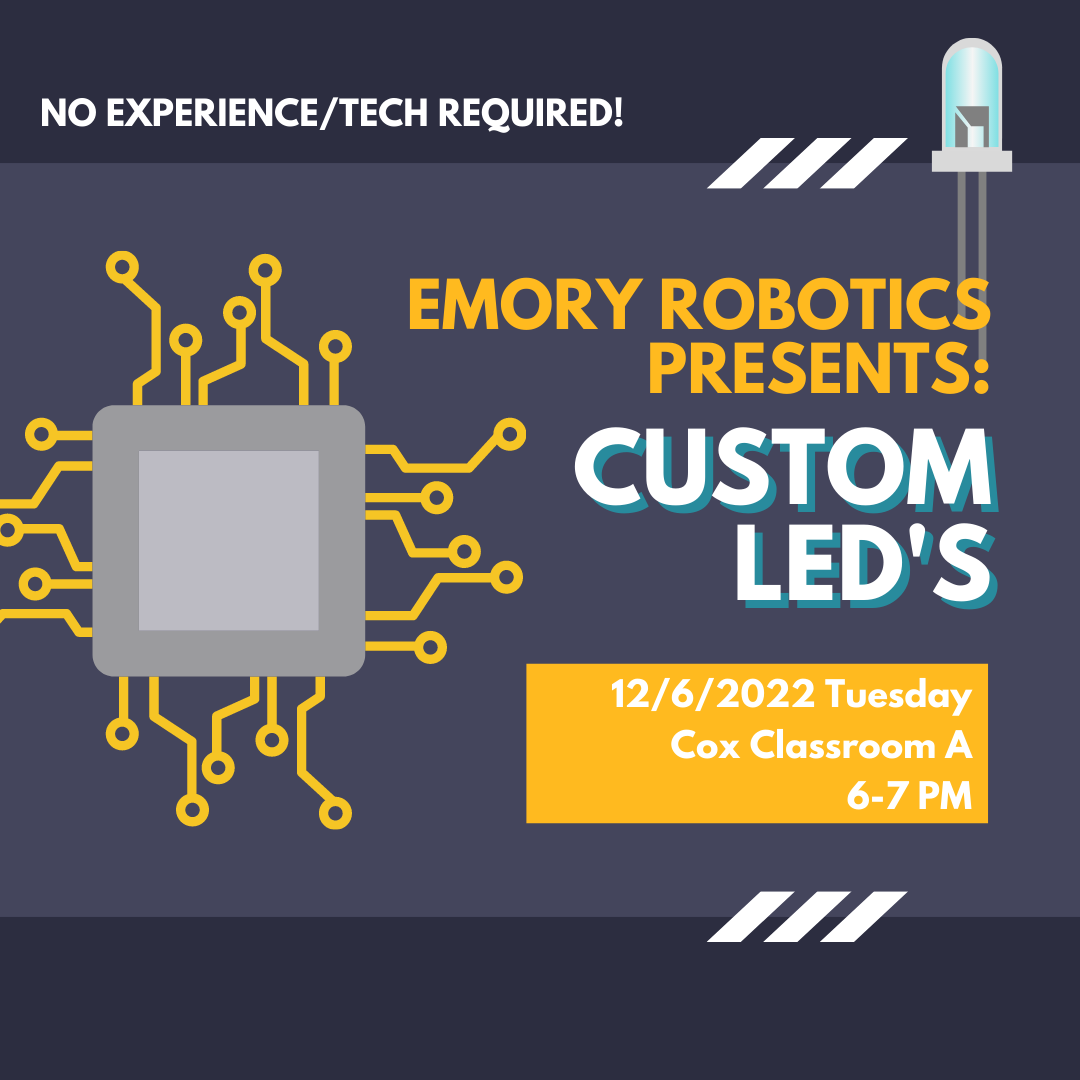 NO EXPERIENCE/TECH REQUIRED!
EMORY ROBOTICS
PRESENTS:
CUSTOM
LED'S
12/6/2022 Tuesday
Cox Classroom A
6-7 PM